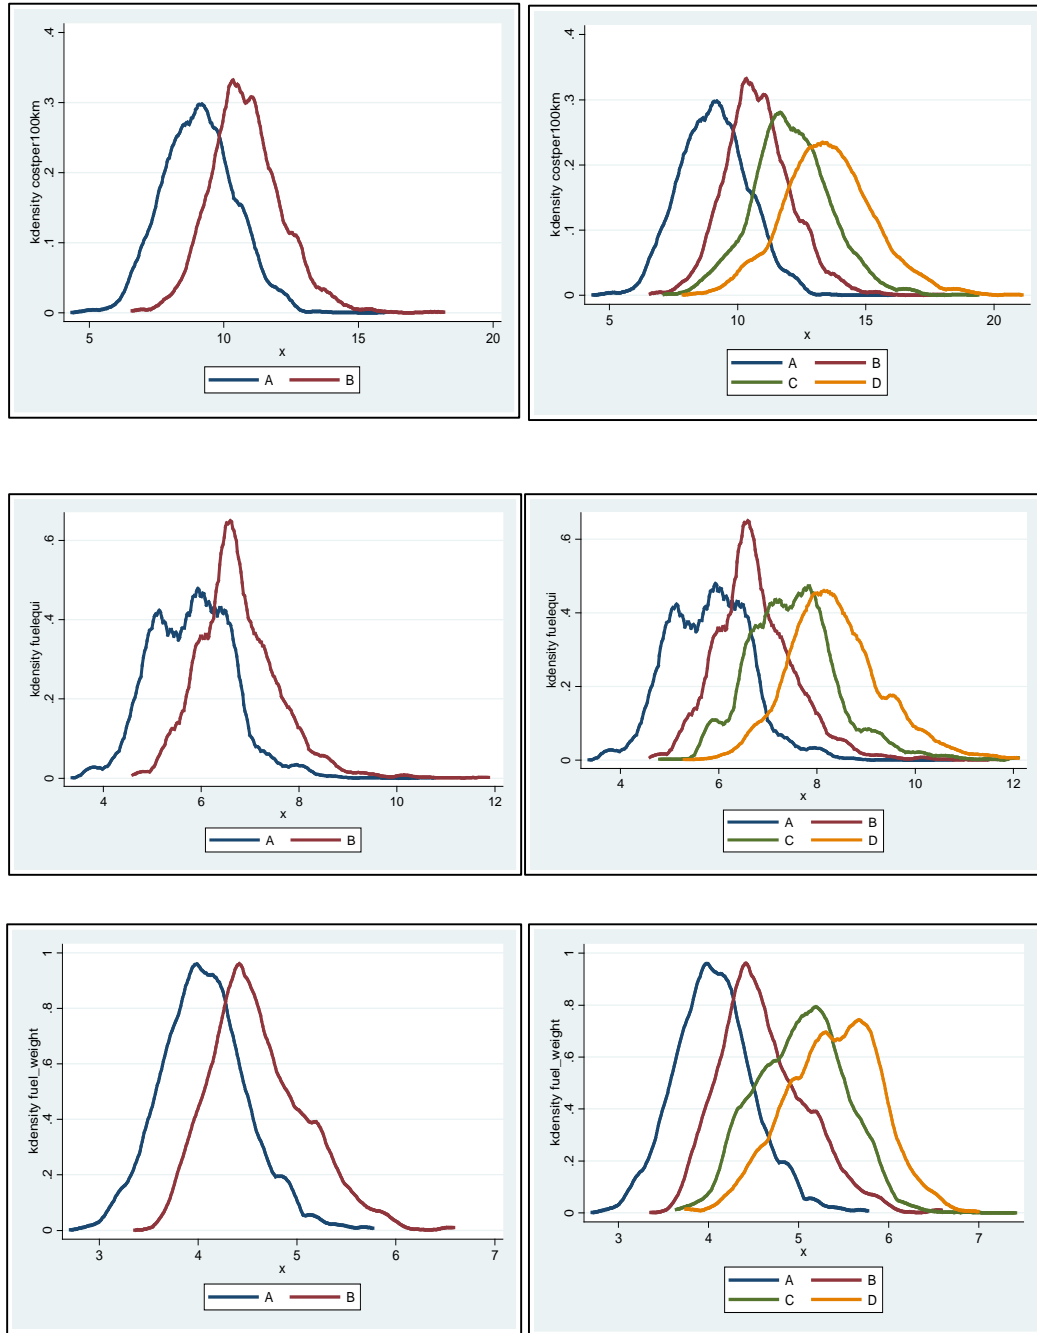 kdensity costper100km
.4
.3
.2
.1
0
5 10 15 20
x
A B
kdensity costper100km
.4
.3
.2
.1
0
5 10 15 20
x
A B
C D
kdensity fuelequi
.6
.4
.2
0
4 6 8 10 12
x
A B
kdensity fuelequi
.6
.4
.2
0
4 6 8 10 12
x
A B
C D
kdensity fuel_weight
1
.8
.6
.4
.2
0
3 4 5 6 7
x
A B
kdensity fuel_weight
1
.8
.6
.4
.2
0
3 4 5 6 7
x
A B
C D